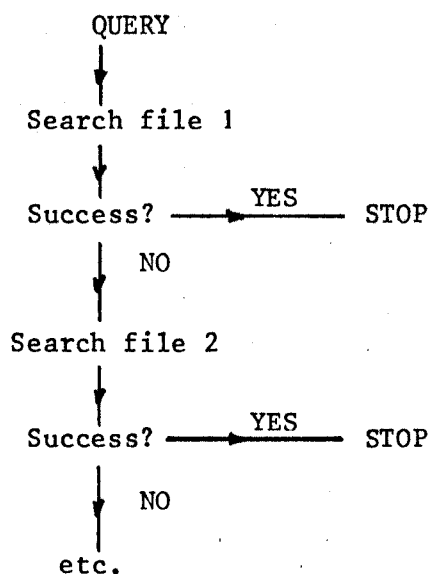 QUERY
Search file 1
YES
Success? STOP
NO
Search file 2
YES
Success? STOP
NO
etc.